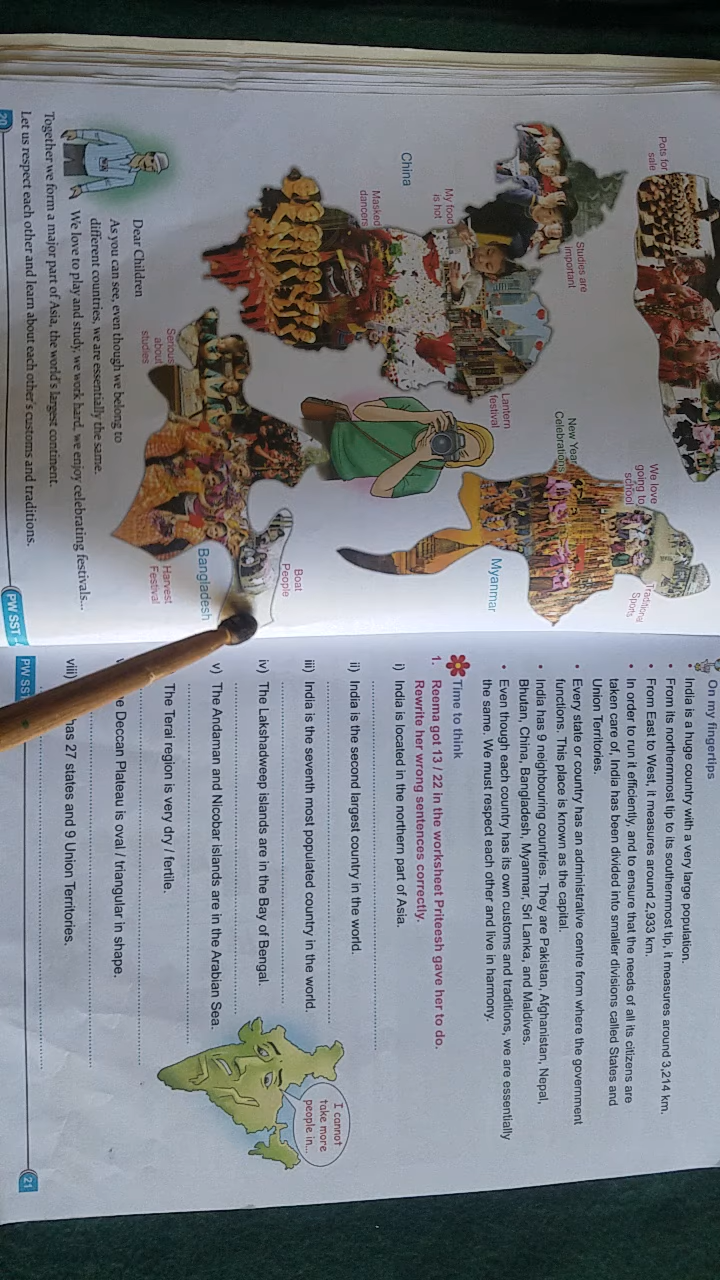 Pots for
sale
We love
going to
school
Traditional
Sports
Studies are
important
New Year
Celebrations
Myanmar
China
My food
is hot
Masked
dancers
Lantern
festival
Serious
about
studies
Boat
People
Bangladesh
Harvest
Festival
Dear Children
As you can see, even though we belong to
different countries, we are essentially the same.
We love to play and study, we work hard, we enjoy celebrating festivals...
Together we form a major part of Asia, the world's largest continent.
Let us respect each other and learn about each other's customs and traditions.
20
PW SST
On my fingertips
• India is a huge country with a very large population.
• From its northernmost tip to its southernmost tip, it measures around 3,214 km.
• From East to West, it measures around 2,933 km.
• In order to run it efficiently, and to ensure that the needs of all its citizens are
taken care of, India has been divided into smaller divisions called States and
Union Territories.
• Every state or country has an administrative centre from where the government
functions. This place is known as the capital.
• India has 9 neighbouring countries. They are Pakistan, Afghanistan, Nepal,
Bhutan, China, Bangladesh, Myanmar, Sri Lanka, and Maldives.
• Even though each country has its own customs and traditions, we are essentially
the same. We must respect each other and live in harmony.
Time to think
1. Reema got 13 / 22 in the worksheet Priteesh gave her to do.
Rewrite her wrong sentences correctly.
i) India is located in the northern part of Asia.
ii) India is the second largest country in the world.
iii) India is the seventh most populated country in the world.
iv) The Lakshadweep islands are in the Bay of Bengal.
v) The Andaman and Nicobar islands are in the Arabian Sea.
The Terai region is very dry / fertile.
Deccan Plateau is oval / triangular in shape.
viii) has 27 states and 9 Union Territories.
I cannot
take more
people in...
PW SST
21